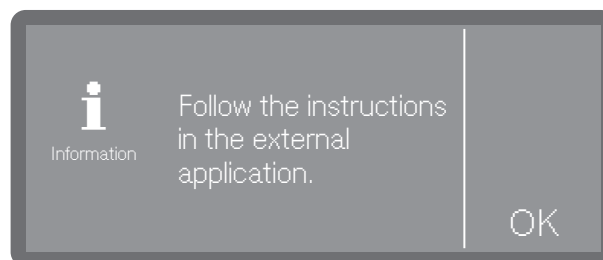 Information
Follow the instructions
in the external
application.
OK